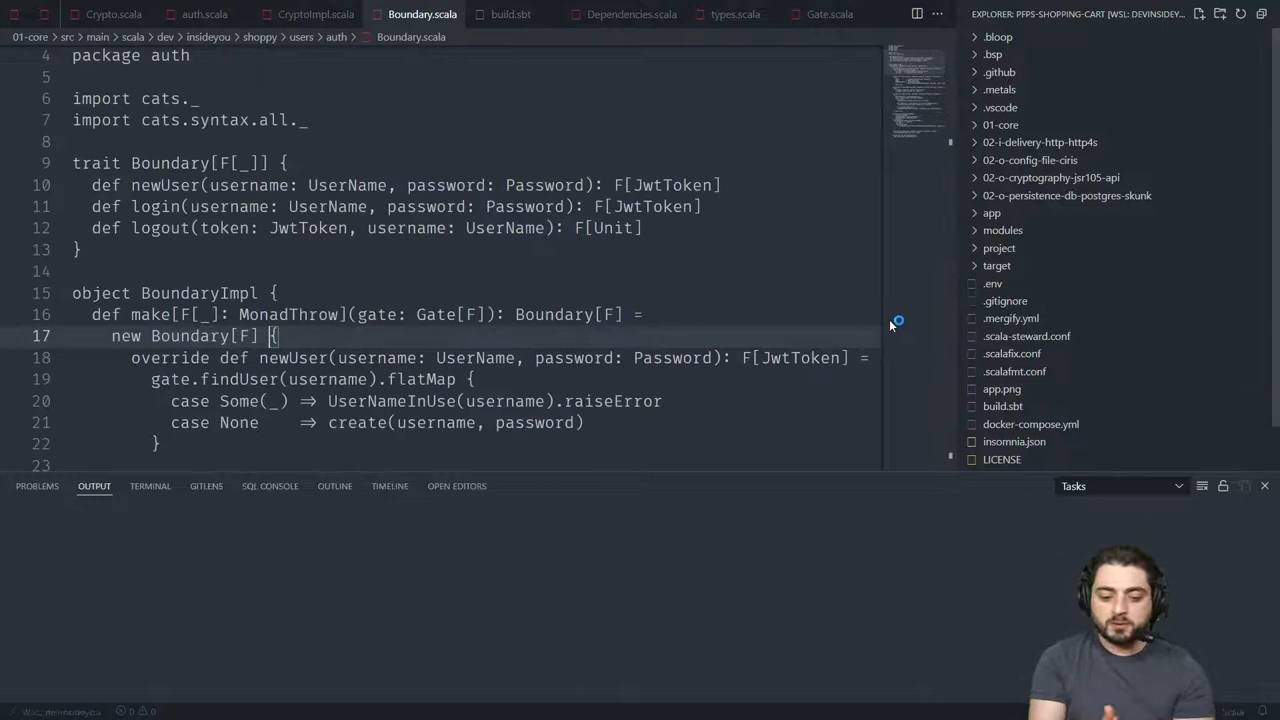 Crypto.scala auth.scala CryptoImpl.scala Boundary.scala build.sbt Dependencies.scala types.scala Gate.scala
01-core > src > main > scala > dev > insideyou > shoppy > users > auth > Boundary.scala
4 package auth
5
6 import cats._
7 import cats.syntax.all._
8
9 trait Boundary[F[_]] {
10 def newUser(username: UserName, password: Password): F[JwtToken]
11 def login(username: UserName, password: Password): F[JwtToken]
12 def logout(token: JwtToken, username: UserName): F[Unit]
13 }
14
15 object BoundaryImpl {
16 def make[F[_]: MonadThrow](gate: Gate[F]): Boundary[F] =
17 new Boundary[F] {
18 override def newUser(username: UserName, password: Password): F[JwtToken] =
19 gate.findUser(username).flatMap {
20 case Some(_) ⇒ UserNameInUse(username).raiseError
21 case None ⇒ create(username, password)
22 }
23
EXPLORER: PFPS-SHOPPING-CART [WSL: DEVINSIDEY...
.bloop
.bsp
.github
.metals
.vscode
01-core
02-i-delivery-http-http4s
02-o-config-file-ciris
02-o-cryptography-jsr105-api
02-o-persistence-db-postgres-skunk
app
modules
project
target
.env
.gitignore
.mergify.yml
.scala-steward.conf
.scalafix.conf
.scalafmt.conf
app.png
build.sbt
docker-compose.yml
insomnia.json
LICENSE
PROBLEMS OUTPUT TERMINAL GITLENS SQL CONSOLE OUTLINE TIMELINE OPEN EDITORS Tasks
0 0